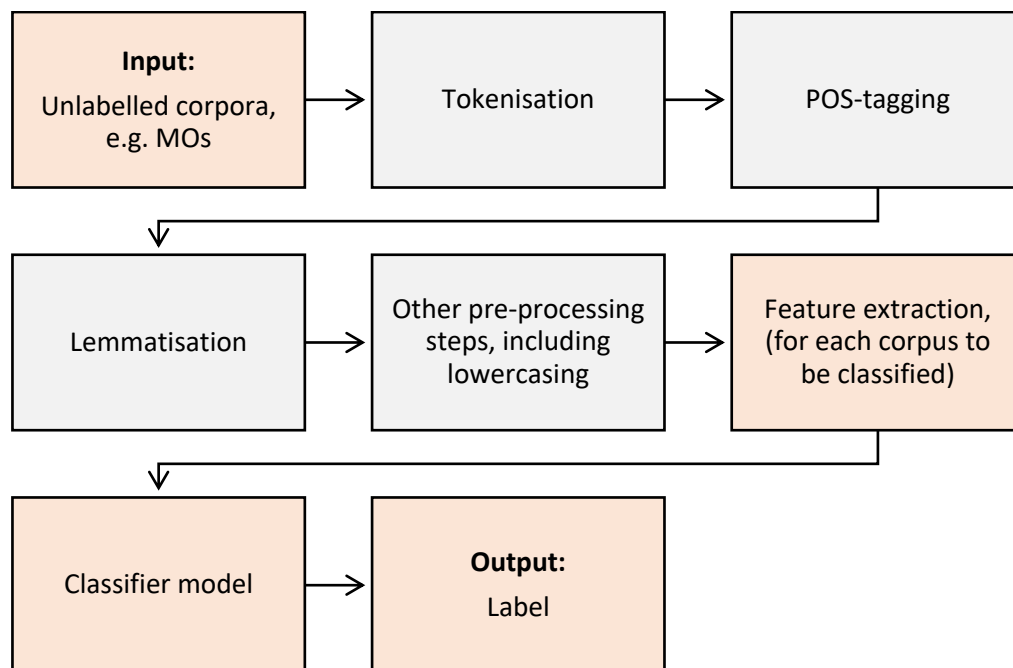 Input:
Unlabelled corpora,
e.g. MOs
Tokenisation
POS-tagging
Lemmatisation
Other pre-processing
steps, including
lowercasing
Feature extraction,
(for each corpus to
be classified)
Classifier model
Output:
Label